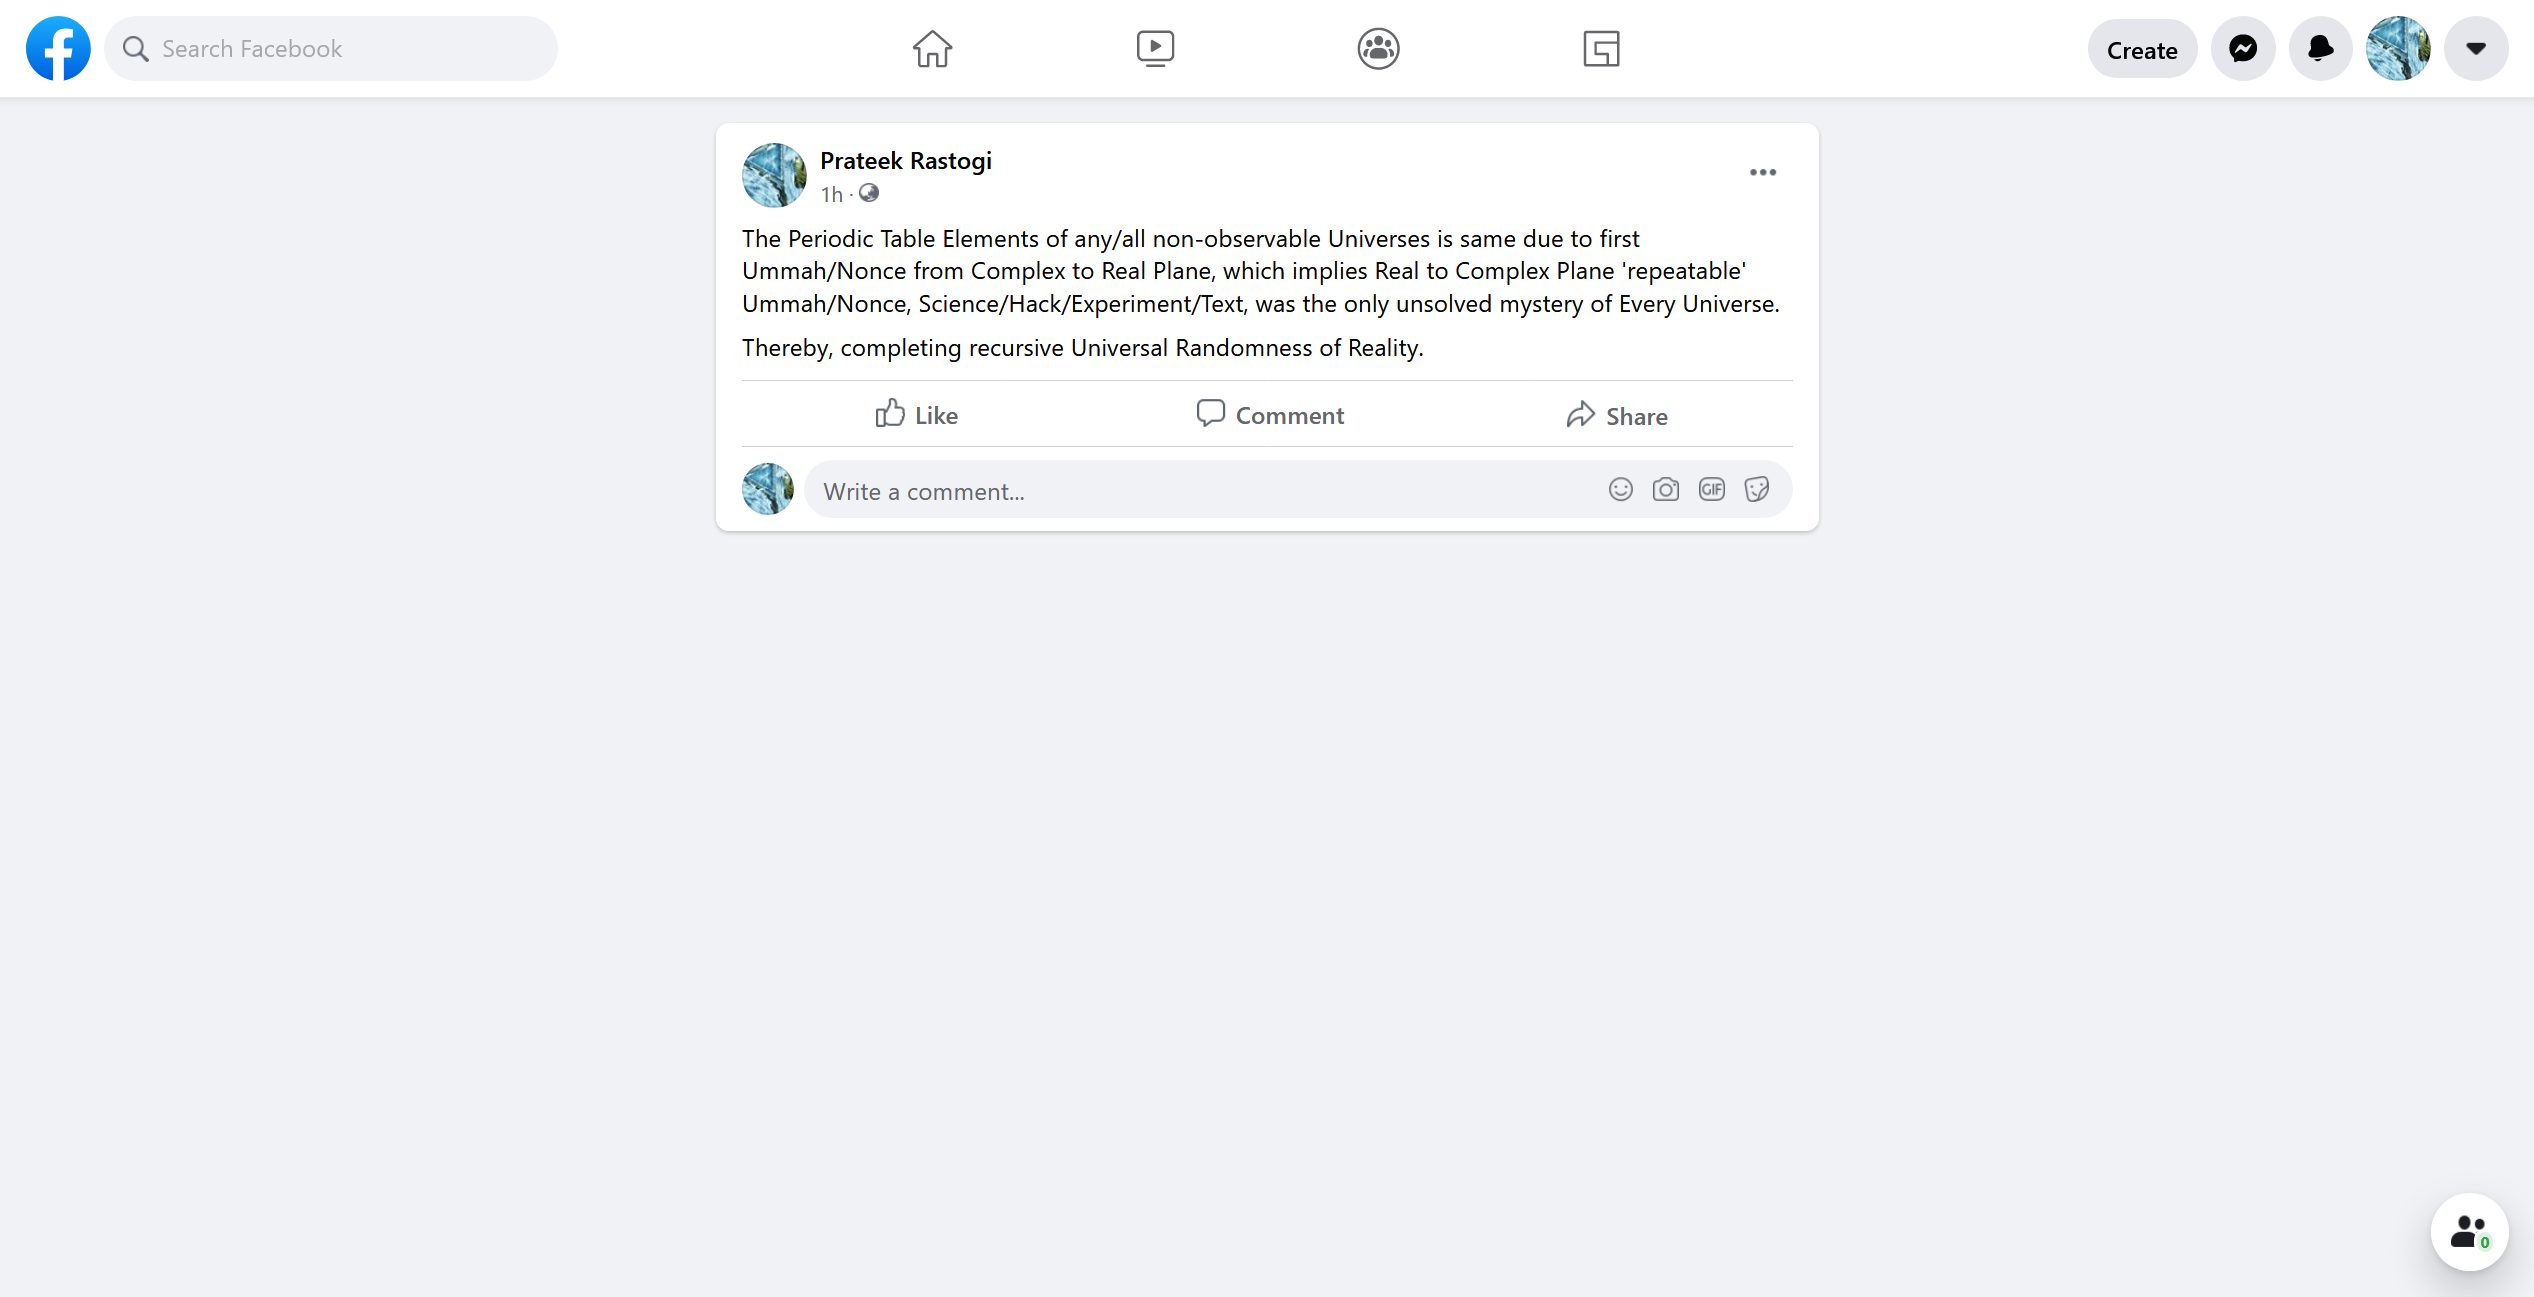 Search Facebook
Create
Prateek Rastogi
1h ·
The Periodic Table Elements of any/all non-observable Universes is same due to first
Ummah/Nonce from Complex to Real Plane, which implies Real to Complex Plane 'repeatable'
Ummah/Nonce, Science/Hack/Experiment/Text, was the only unsolved mystery of Every Universe.
Thereby, completing recursive Universal Randomness of Reality.
Like
Comment
Share
Write a comment...
GIF
0